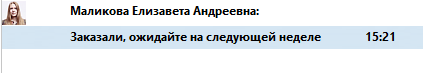 Маликова Елизавета Андреевна:
Заказали, ожидайте на следующей неделе 15:21